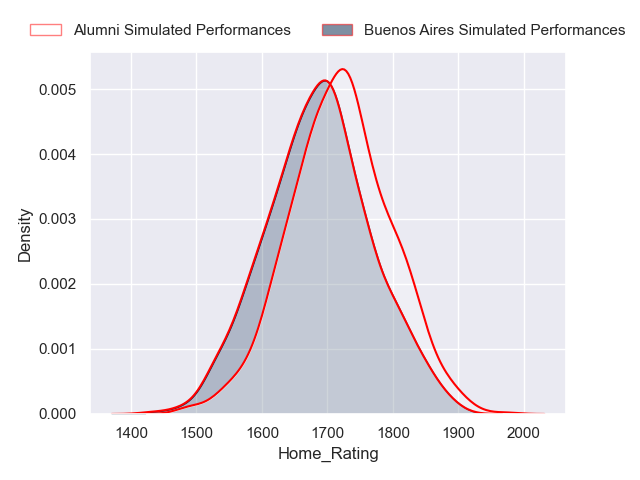 Alumni Simulated Performances Buenos Aires Simulated Performances
0.005
0.004
0.003
0.002
0.001
0.000
Density
1400 1500 1600 1700 1800 1900 2000
Home_Rating